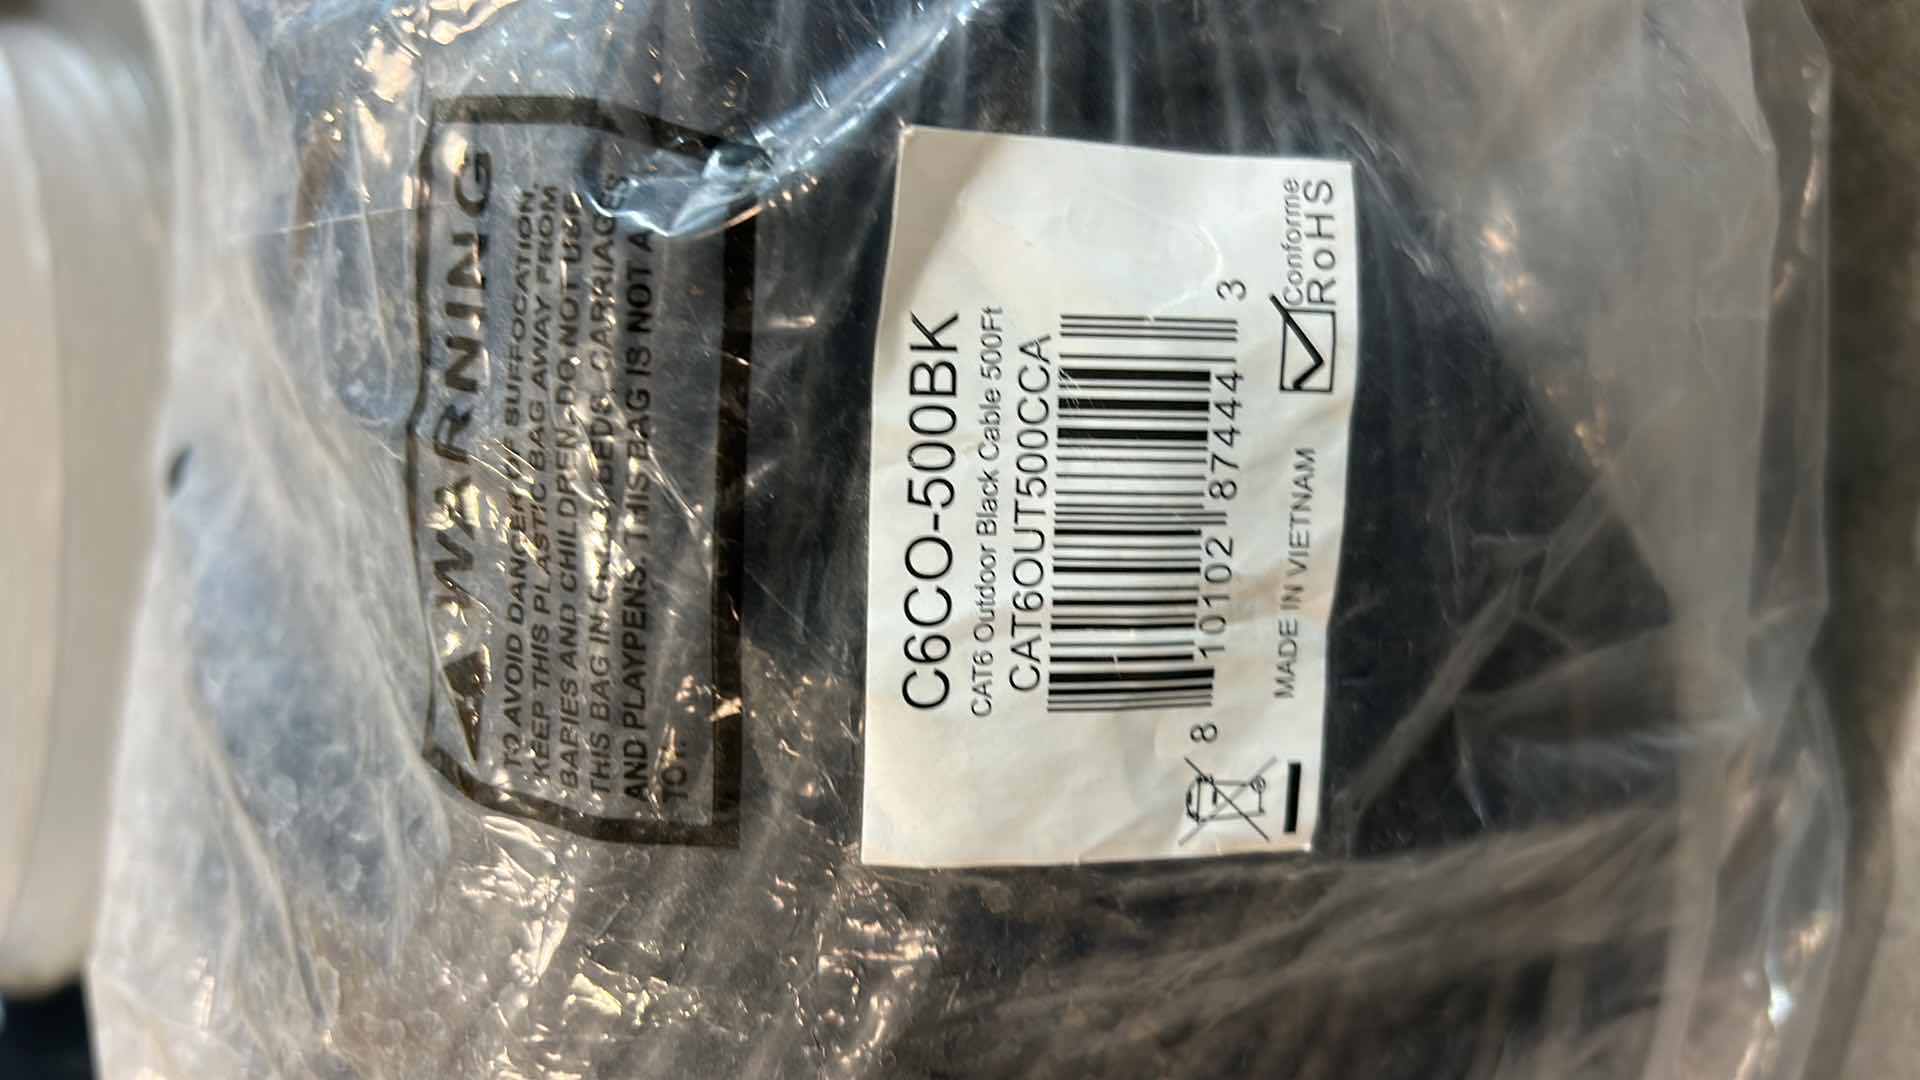 WARNING
TO AVOID DANGER OF SUFFOCATION,
KEEP THIS PLASTIC BAG AWAY FROM
BABIES AND CHILDREN. DO NOT USE
THIS BAG IN CRIBS, BEDS, CARRIAGES
AND PLAYPENS. THIS BAG IS NOT A
TOY.
C6CO-500BK
CAT6 Outdoor Black Cable 500Ft
CAT6OUT500CCA
8 10102 87444 3
MADE IN VIETNAM
Conforme
RoHS